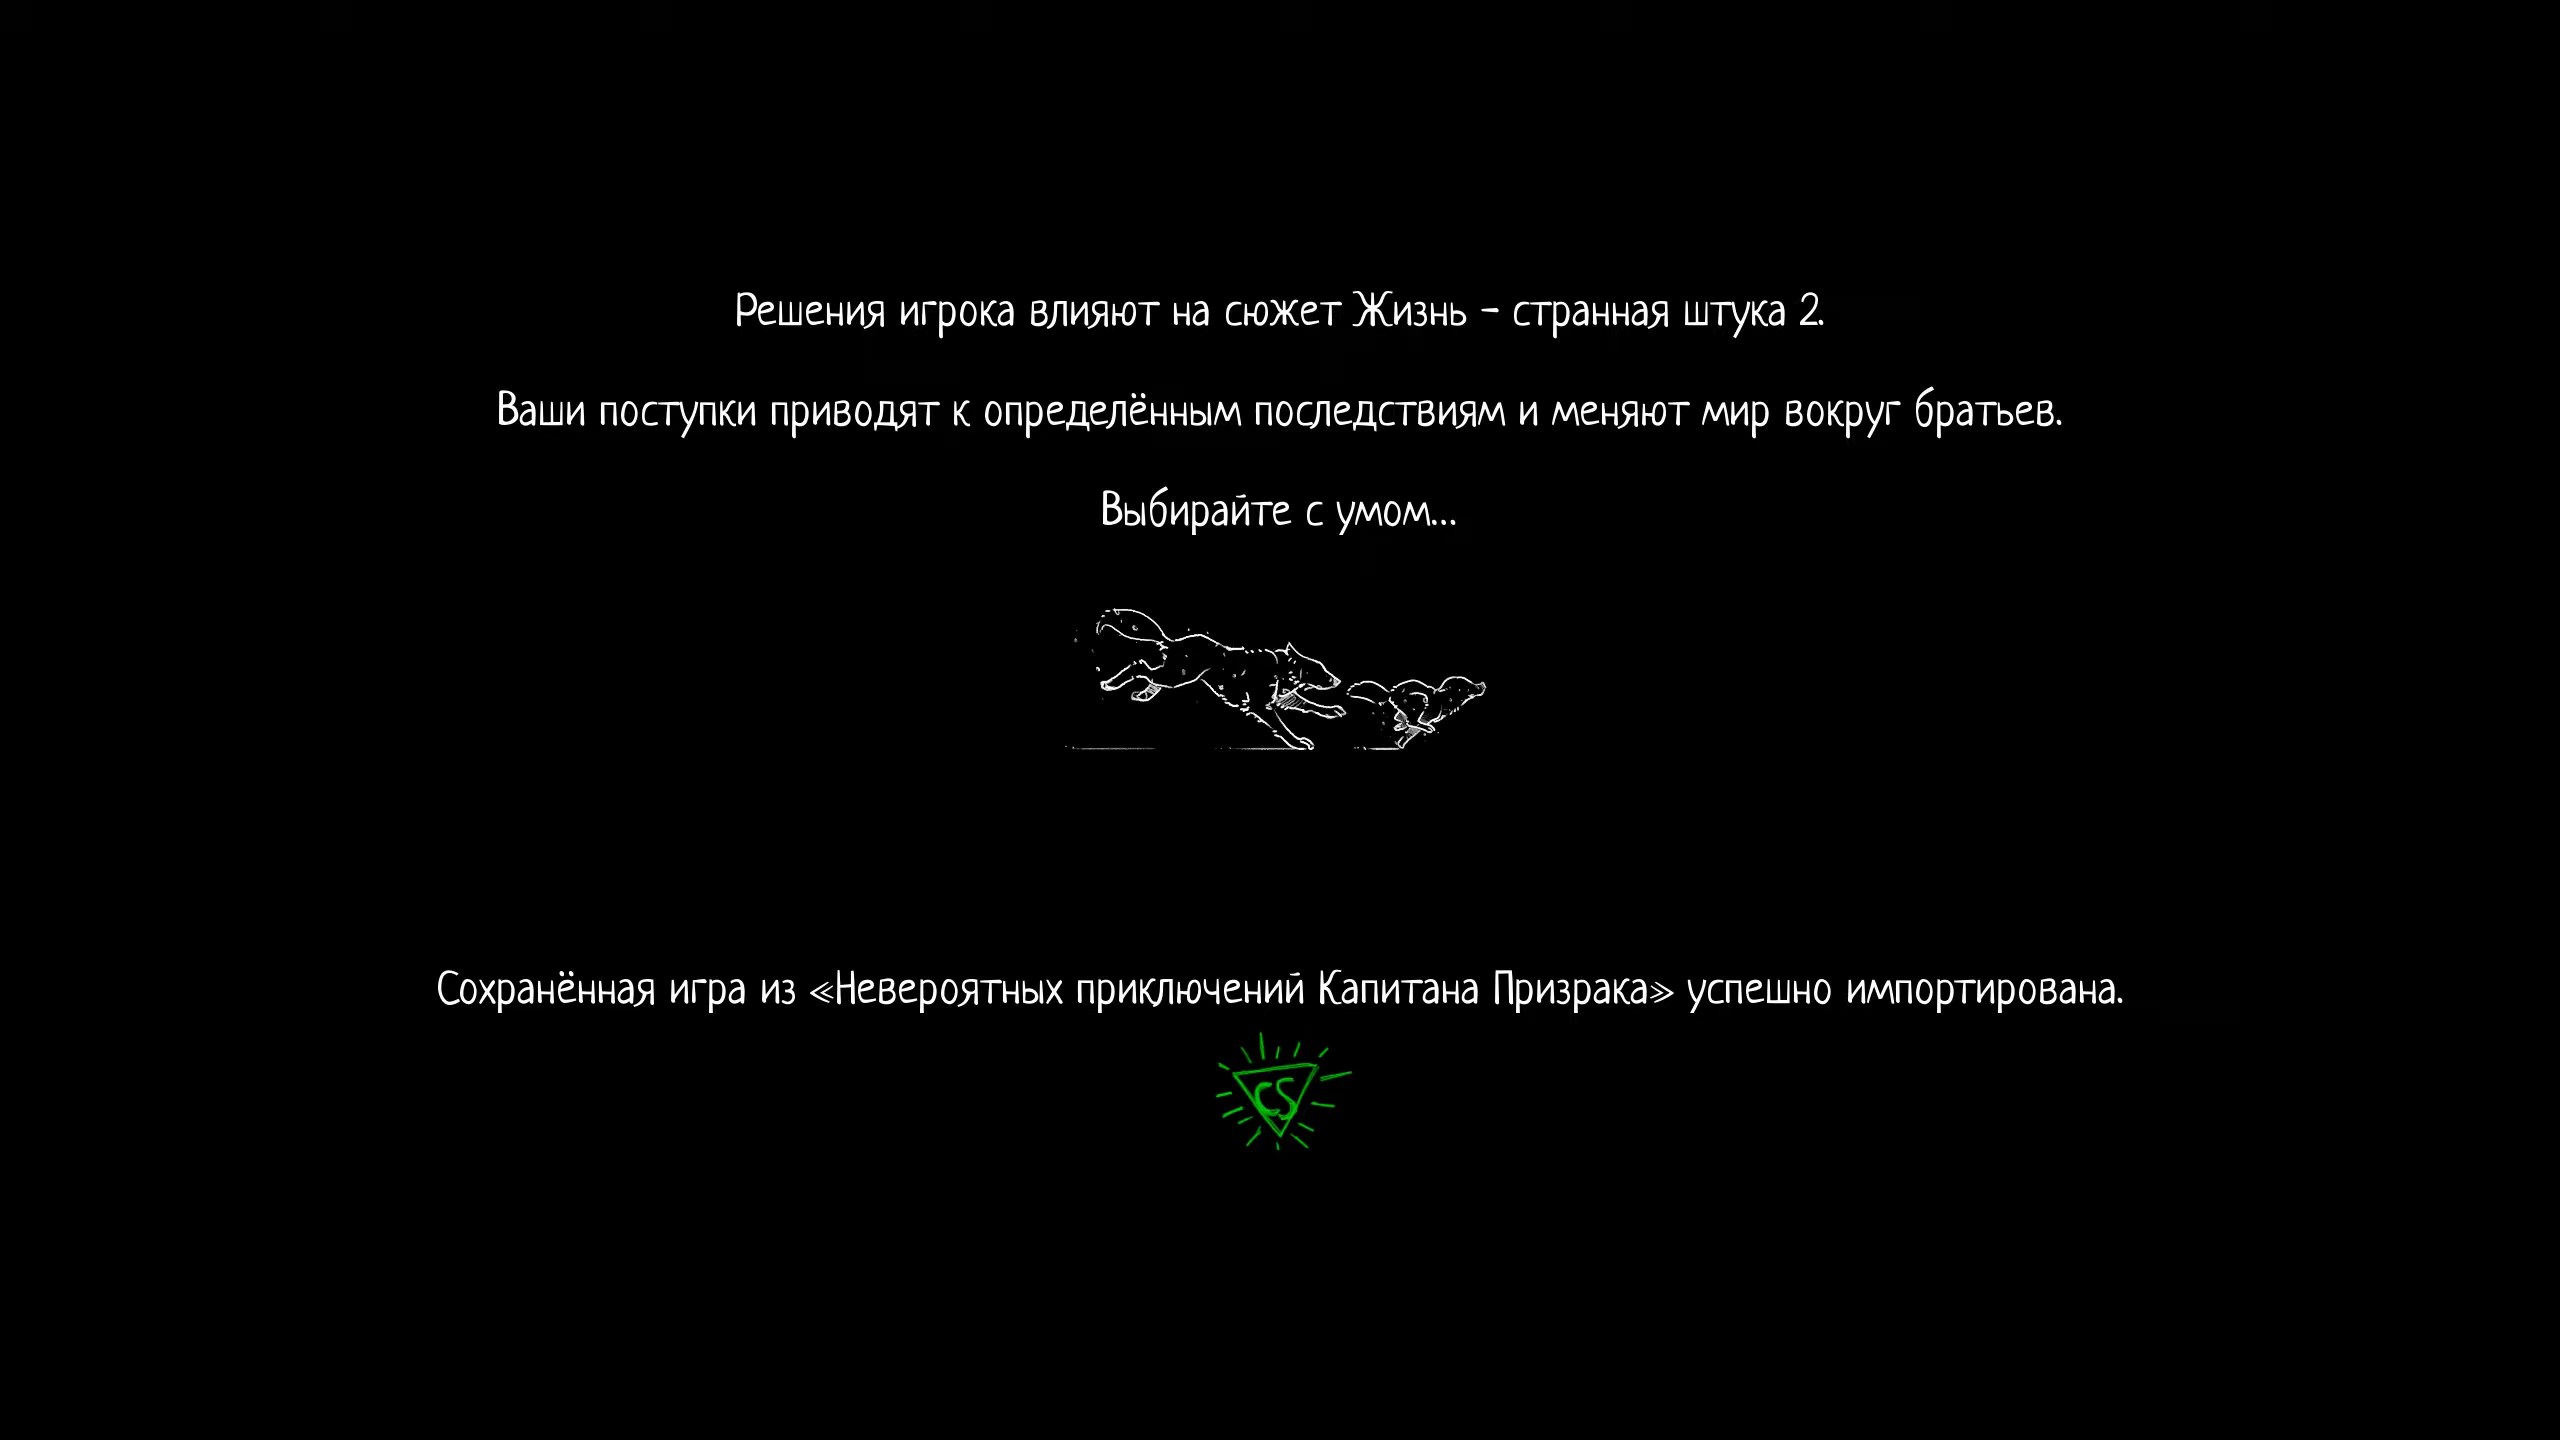 Решения игрока влияют на сюжет Жизнь - странная штука 2.
Ваши поступки приводят к определённым последствиям и меняют мир вокруг братьев.
Выбирайте с умом...
Сохранённая игра из «Невероятных приключений Капитана Призрака» успешно импортирована.
CS